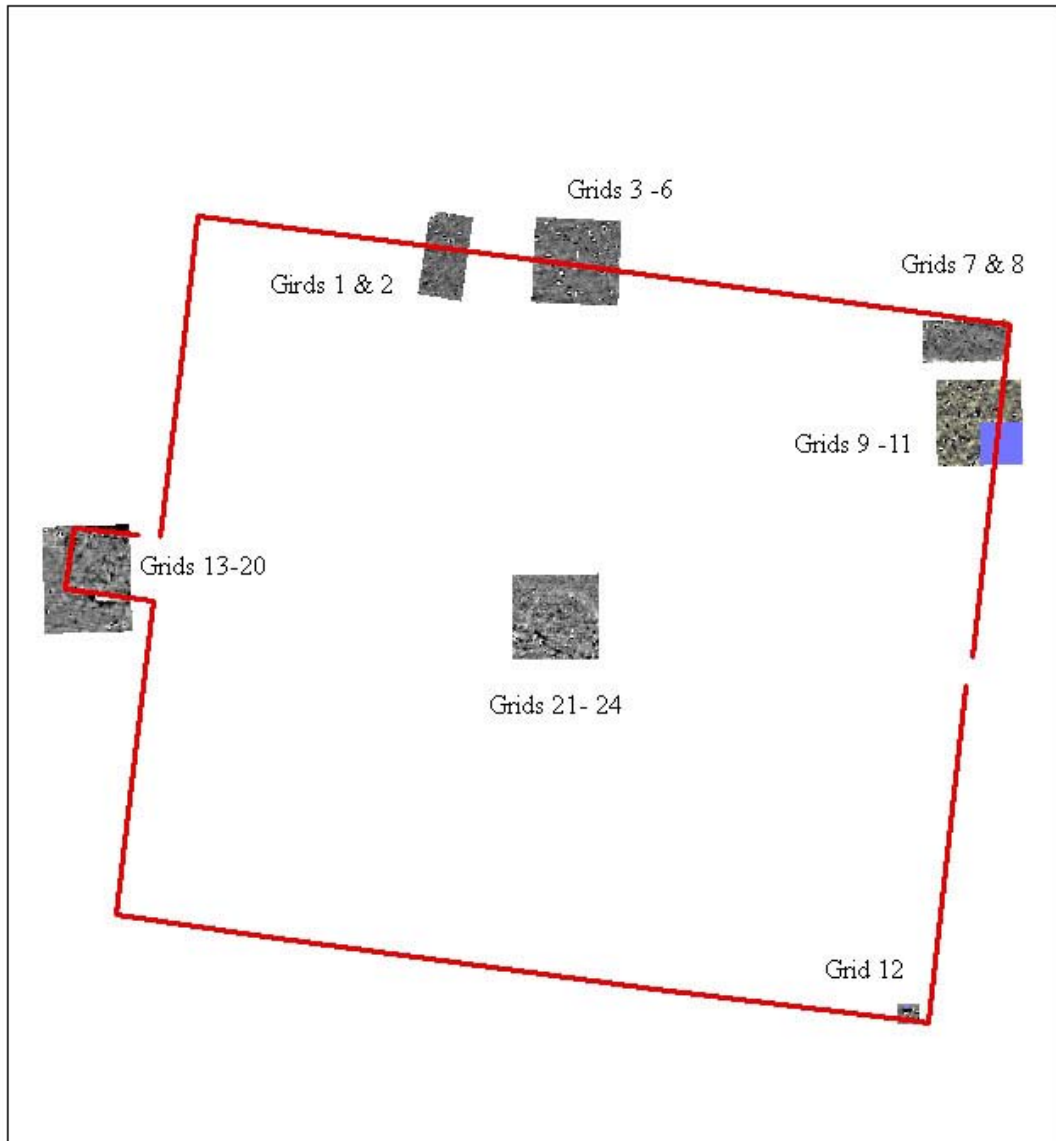 Grids 3 -6
Grids 7 & 8
Girds 1 & 2
Grids 9 -11
Grids 13-20
Grids 21- 24
Grid 12